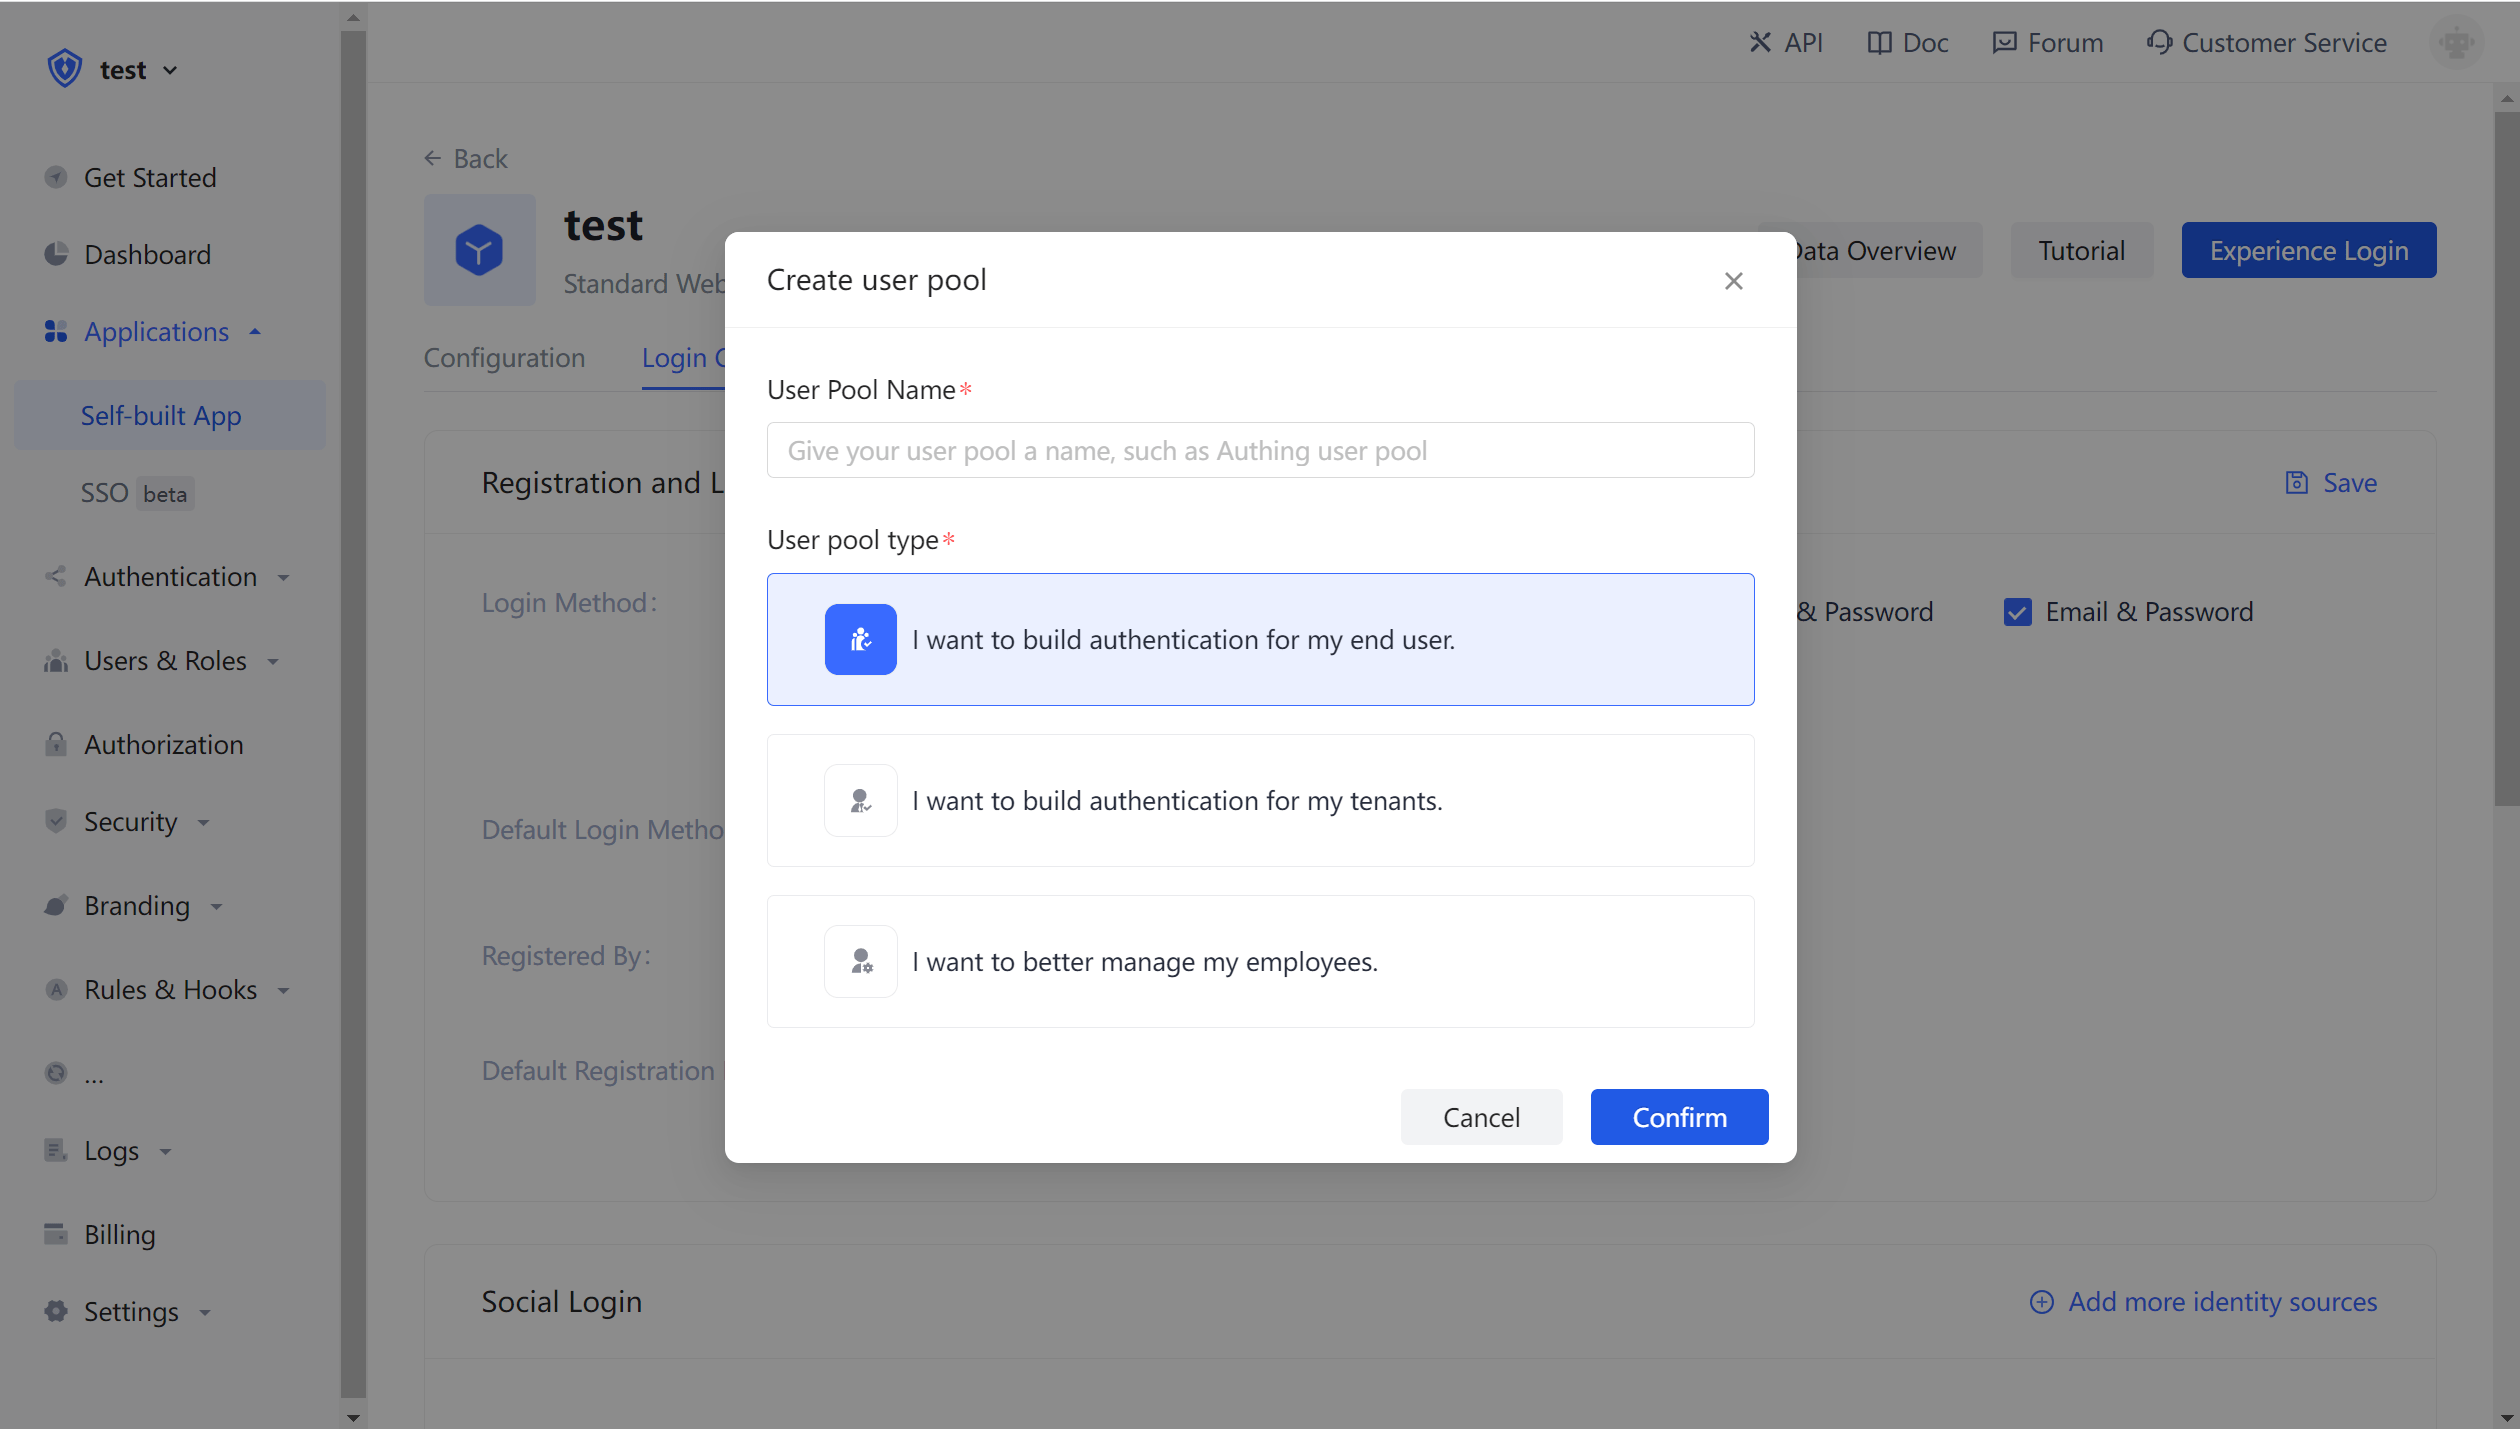 test
API
Doc
Forum
Customer Service
Get Started
Dashboard
Applications
Self-built App
SSO beta
Authentication
Users & Roles
Authorization
Security
Branding
Rules & Hooks
...
Logs
Billing
Settings
Back
test
Standard Web
Data Overview
Tutorial
Experience Login
Configuration
Login C
Registration and L
Save
Login Method:
& Password
Email & Password
Default Login Metho
Registered By:
Default Registration
Social Login
Add more identity sources
Create user pool
User Pool Name*
Give your user pool a name, such as Authing user pool
User pool type*
I want to build authentication for my end user.
I want to build authentication for my tenants.
I want to better manage my employees.
Cancel
Confirm